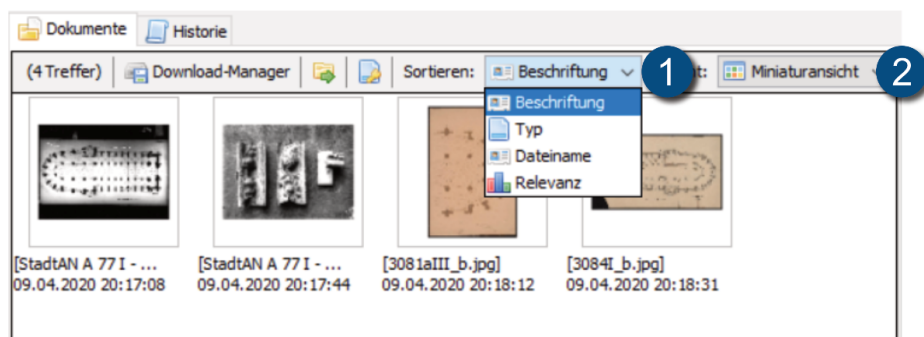 Dokumente Historie
(4 Treffer) Download-Manager Sortieren: Beschriftung 1 t: Miniaturansicht 2
Beschriftung
Typ
Dateiname
Relevanz
[StadtAN A 77 I - ... [StadtAN A 77 I - ... [3081aIII_b.jpg] [3084I_b.jpg]
09.04.2020 20:17:08 09.04.2020 20:17:44 09.04.2020 20:18:12 09.04.2020 20:18:31